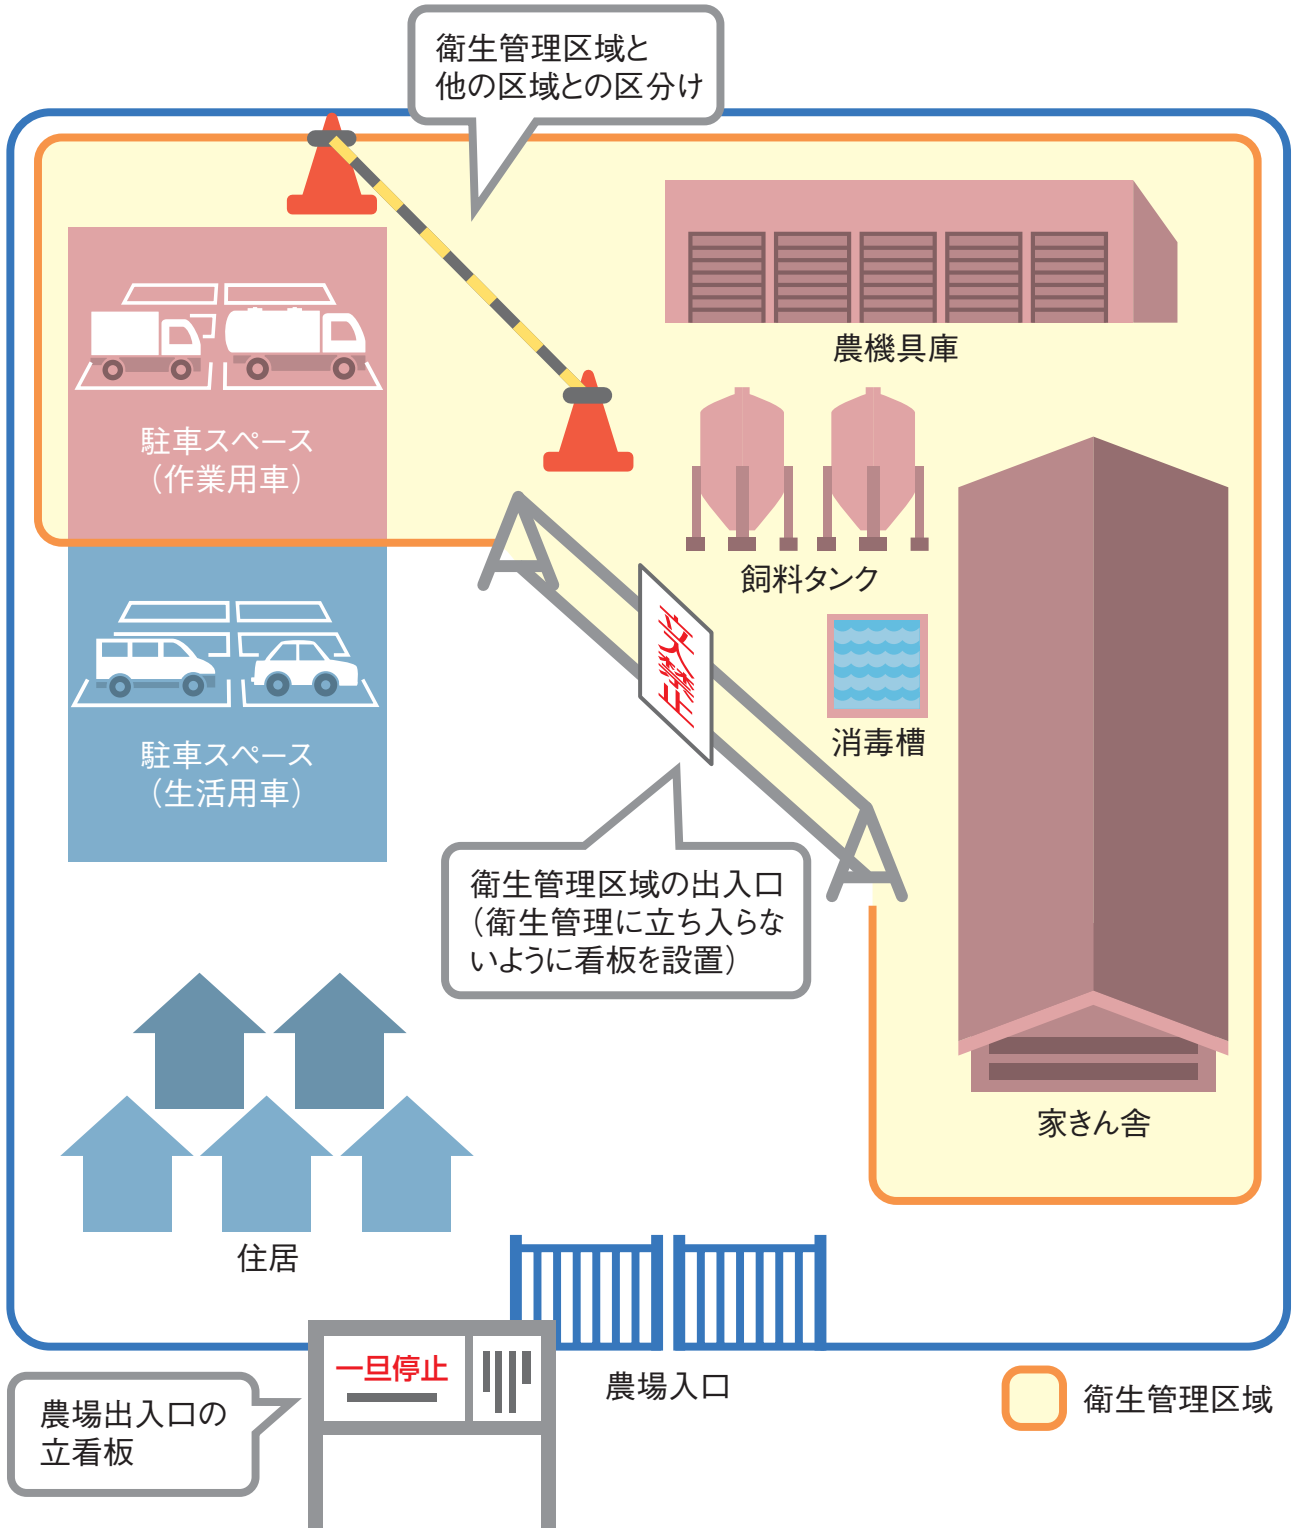 衛生管理区域と
他の区域との区分け
農機具庫
駐車スペース
（作業用車）
飼料タンク
消毒槽
駐車スペース
（生活用車）
衛生管理区域の出入口
（衛生管理に立ち入らな
いように看板を設置）
家きん舎
住居
一旦停止
農場入口
農場出入口の
立看板
衛生管理区域